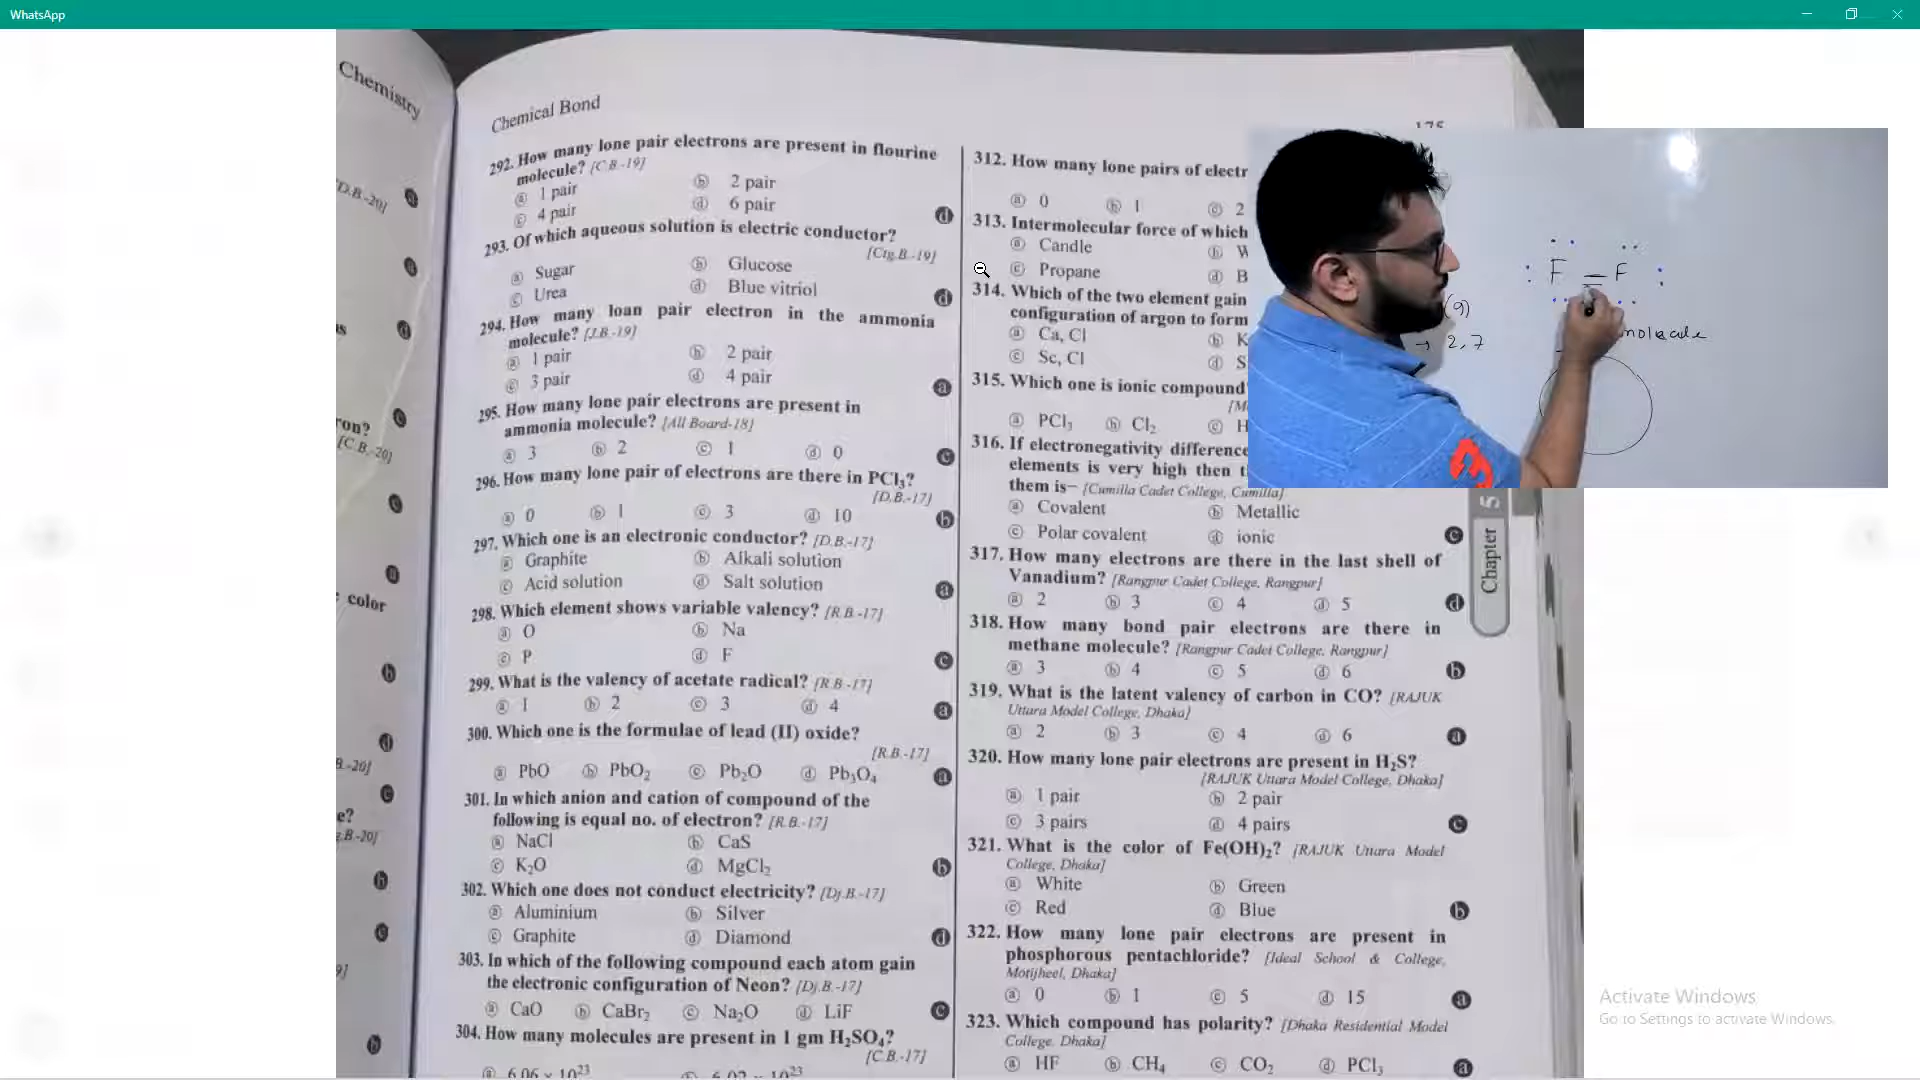 WhatsApp
Chemistry
D.B.-20]
ron?
[C.B.-20]
color
B.-20]
e?
g.B-20]
9]
Chemical Bond
292. How many lone pair electrons are present in flourine
molecule? [C.B.-19]
ⓐ 1 pair ⓑ 2 pair
ⓒ 4 pair ⓓ 6 pair
d
293. Of which aqueous solution is electric conductor?
[Ctg.B.-19]
ⓐ Sugar ⓑ Glucose
ⓒ Urea ⓓ Blue vitriol
d
294. How many loan pair electron in the ammonia
molecule? [J.B.-19]
ⓐ 1 pair ⓑ 2 pair
ⓒ 3 pair ⓓ 4 pair
a
295. How many lone pair electrons are present in
ammonia molecule? [All Board-18]
ⓐ 3 ⓑ 2 ⓒ 1 ⓓ 0
c
296. How many lone pair of electrons are there in PCl₃?
[D.B.-17]
ⓐ 0 ⓑ 1 ⓒ 3 ⓓ 10
b
297. Which one is an electronic conductor? [D.B.-17]
ⓐ Graphite ⓑ Alkali solution
ⓒ Acid solution ⓓ Salt solution
a
298. Which element shows variable valency? [R.B.-17]
ⓐ O ⓑ Na
ⓒ P ⓓ F
c
299. What is the valency of acetate radical? [R.B.-17]
ⓐ 1 ⓑ 2 ⓒ 3 ⓓ 4
a
300. Which one is the formulae of lead (II) oxide?
[R.B.-17]
ⓐ PbO ⓑ PbO₂ ⓒ Pb₂O ⓓ Pb₃O₄
a
301. In which anion and cation of compound of the
following is equal no. of electron? [R.B.-17]
ⓐ NaCl ⓑ CaS
ⓒ K₂O ⓓ MgCl₂
b
302. Which one does not conduct electricity? [Dj.B.-17]
ⓐ Aluminium ⓑ Silver
ⓒ Graphite ⓓ Diamond
d
303. In which of the following compound each atom gain
the electronic configuration of Neon? [Dj.B.-17]
ⓐ CaO ⓑ CaBr₂ ⓒ Na₂O ⓓ LiF
c
304. How many molecules are present in 1 gm H₂SO₄?
[C.B.-17]
ⓐ 6.06 × 10²³
175
312. How many lone pairs of electr
ⓐ 0 ⓑ 1 ⓒ 2
313. Intermolecular force of which
ⓐ Candle ⓑ W
ⓒ Propane ⓓ B
314. Which of the two element gain
configuration of argon to form
ⓐ Ca, Cl ⓑ K
ⓒ Sc, Cl ⓓ S
315. Which one is ionic compound
ⓐ PCl₃ ⓑ Cl₂ ⓒ H
316. If electronegativity difference
elements is very high then t
them is– [Cumilla Cadet College, Cumilla]
ⓐ Covalent ⓑ Metallic
ⓒ Polar covalent ⓓ ionic
c
317. How many electrons are there in the last shell of
Vanadium? [Rangpur Cadet College, Rangpur]
ⓐ 2 ⓑ 3 ⓒ 4 ⓓ 5
d
318. How many bond pair electrons are there in
methane molecule? [Rangpur Cadet College, Rangpur]
ⓐ 3 ⓑ 4 ⓒ 5 ⓓ 6
b
319. What is the latent valency of carbon in CO? [RAJUK
Uttara Model College, Dhaka]
ⓐ 2 ⓑ 3 ⓒ 4 ⓓ 6
a
320. How many lone pair electrons are present in H₂S?
[RAJUK Uttara Model College, Dhaka]
ⓐ 1 pair ⓑ 2 pair
ⓒ 3 pairs ⓓ 4 pairs
c
321. What is the color of Fe(OH)₂? [RAJUK Uttara Model
College, Dhaka]
ⓐ White ⓑ Green
ⓒ Red ⓓ Blue
b
322. How many lone pair electrons are present in
phosphorous pentachloride? [Ideal School & College,
Motijheel, Dhaka]
ⓐ 0 ⓑ 1 ⓒ 5 ⓓ 15
a
323. Which compound has polarity? [Dhaka Residential Model
College, Dhaka]
ⓐ HF ⓑ CH₄ ⓒ CO₂ ⓓ PCl₃
a
Chapter 5
F = F
(9)
→ 2, 7
molecule
Activate Windows
Go to Settings to activate Windows.